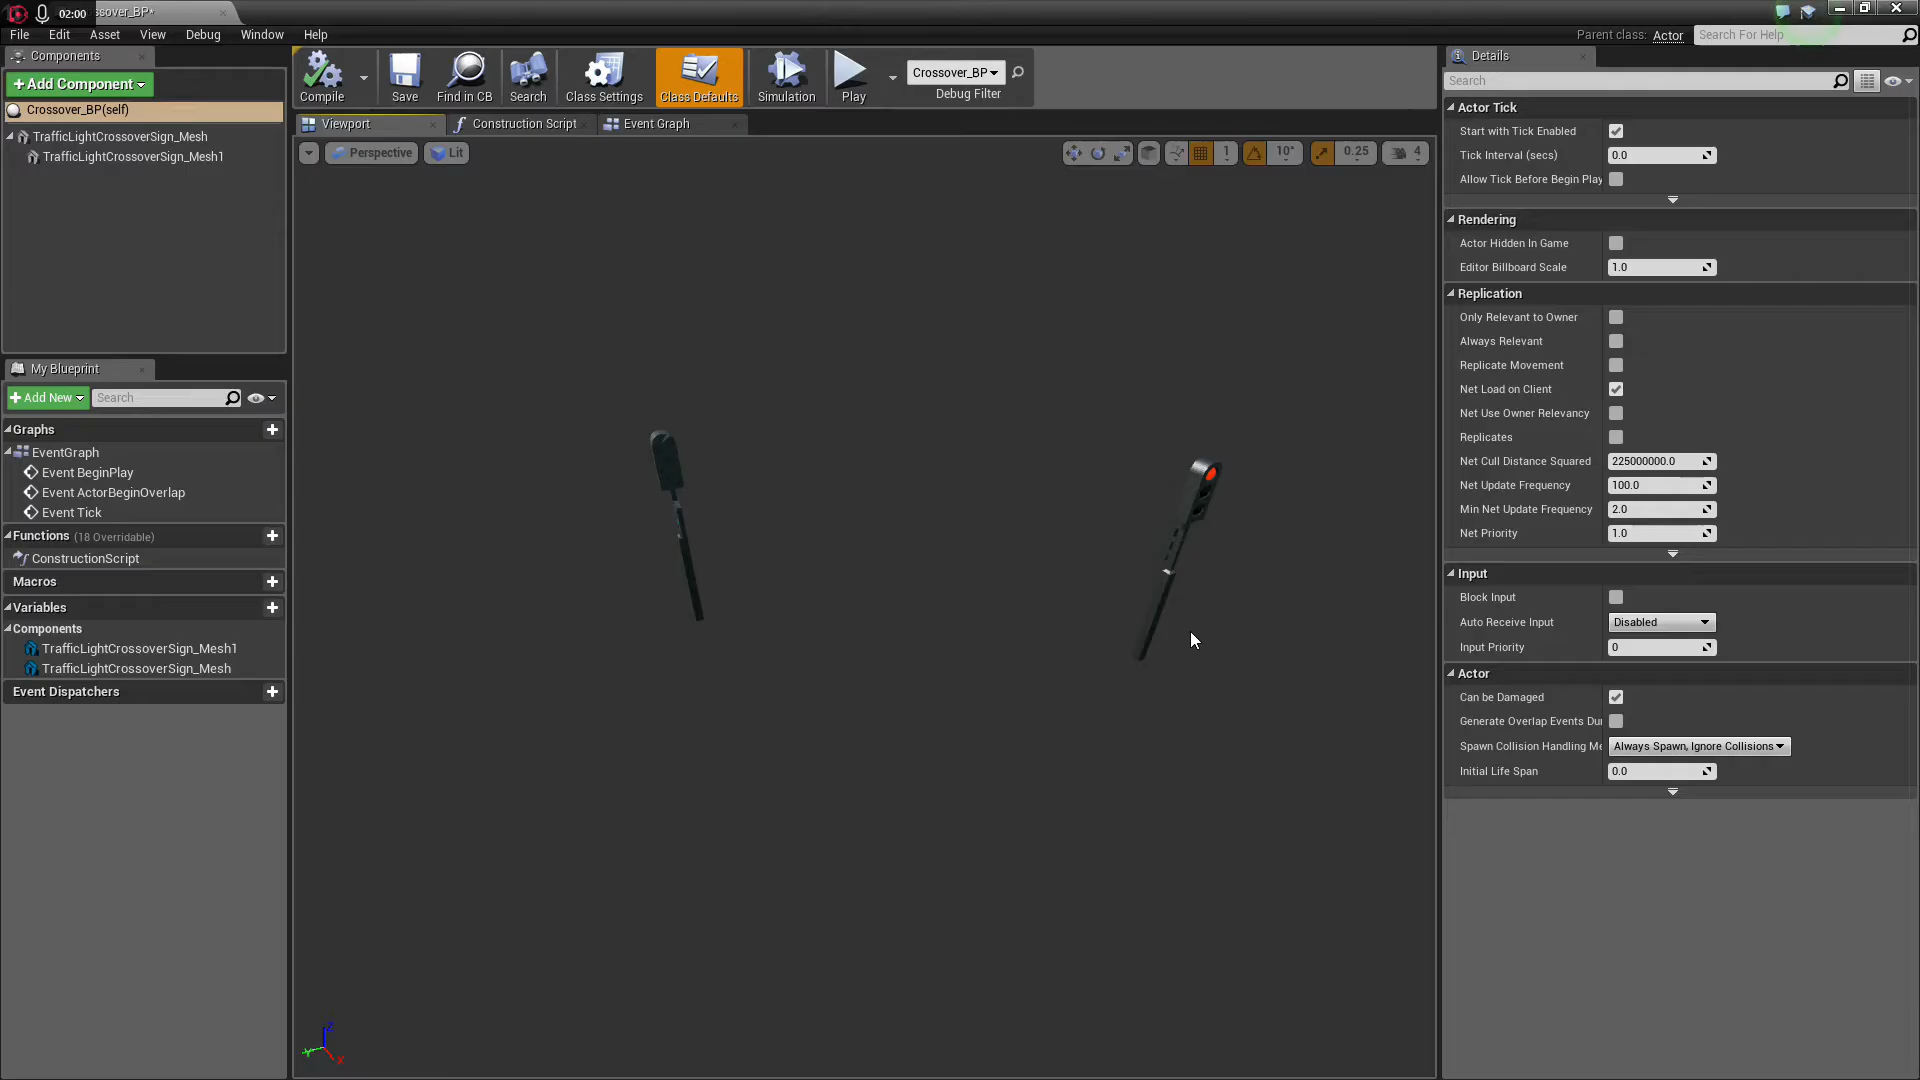 02:00
ssover_BP*
File Edit Asset View Debug Window Help
Parent class: Actor
Search For Help
Components
+Add Component
Crossover_BP(self)
TrafficLightCrossoverSign_Mesh
TrafficLightCrossoverSign_Mesh1
My Blueprint
+Add New
Search
Graphs
EventGraph
Event BeginPlay
Event ActorBeginOverlap
Event Tick
Functions (18 Overridable)
ConstructionScript
Macros
Variables
Components
TrafficLightCrossoverSign_Mesh1
TrafficLightCrossoverSign_Mesh
Event Dispatchers
Compile Save Find in CB Search Class Settings Class Defaults Simulation Play
Crossover_BP
Debug Filter
Viewport Construction Script Event Graph
Perspective Lit
1 10° 0.25 4
Z
Y
X
Details
Search
Actor Tick
Start with Tick Enabled
Tick Interval (secs) 0.0
Allow Tick Before Begin Play
Rendering
Actor Hidden In Game
Editor Billboard Scale 1.0
Replication
Only Relevant to Owner
Always Relevant
Replicate Movement
Net Load on Client
Net Use Owner Relevancy
Replicates
Net Cull Distance Squared 225000000.0
Net Update Frequency 100.0
Min Net Update Frequency 2.0
Net Priority 1.0
Input
Block Input
Auto Receive Input Disabled
Input Priority 0
Actor
Can be Damaged
Generate Overlap Events Du
Spawn Collision Handling Me Always Spawn, Ignore Collisions
Initial Life Span 0.0